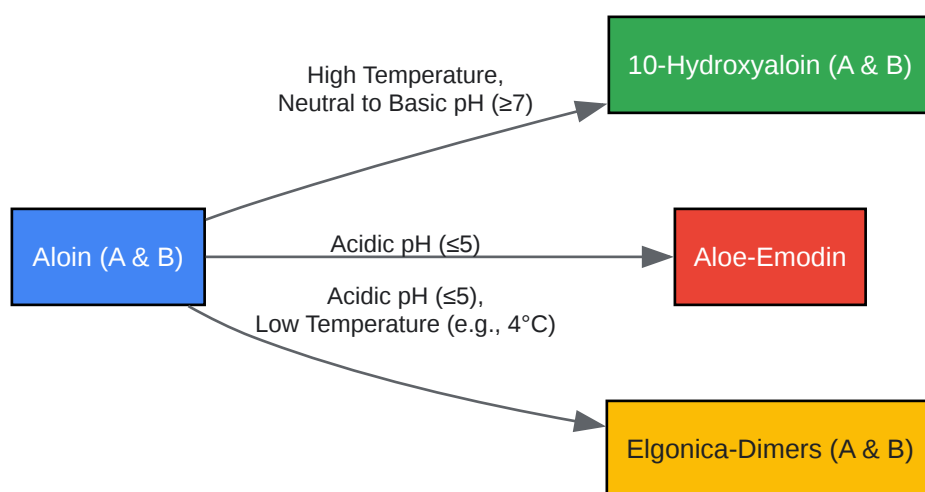 High Temperature,
Neutral to Basic pH (≥7)
10-Hydroxyaloin (A & B)
Aloin (A & B)
Acidic pH (≤5)
Aloe-Emodin
Acidic pH (≤5),
Low Temperature (e.g., 4°C)
Elgonica-Dimers (A & B)